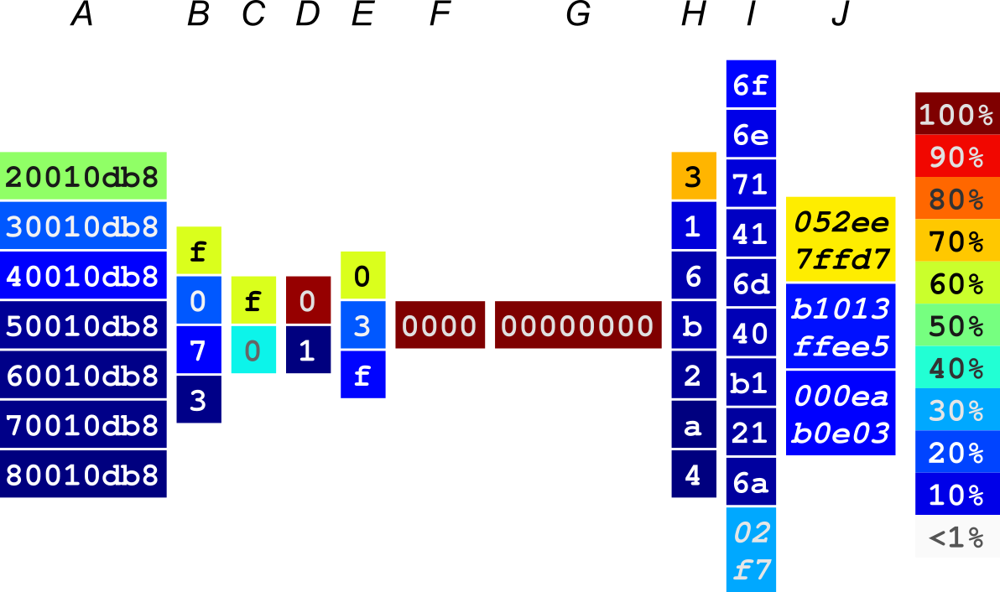 A B C D E F G H I J
20010db8
30010db8
40010db8
50010db8
60010db8
70010db8
80010db8
f
0
7
3
f
0
0
1
0
3
f
0000
00000000
3
1
6
b
2
a
4
6f
6e
71
41
6d
40
b1
21
6a
02
f7
052ee
7ffd7
b1013
ffee5
000ea
b0e03
100%
90%
80%
70%
60%
50%
40%
30%
20%
10%
<1%